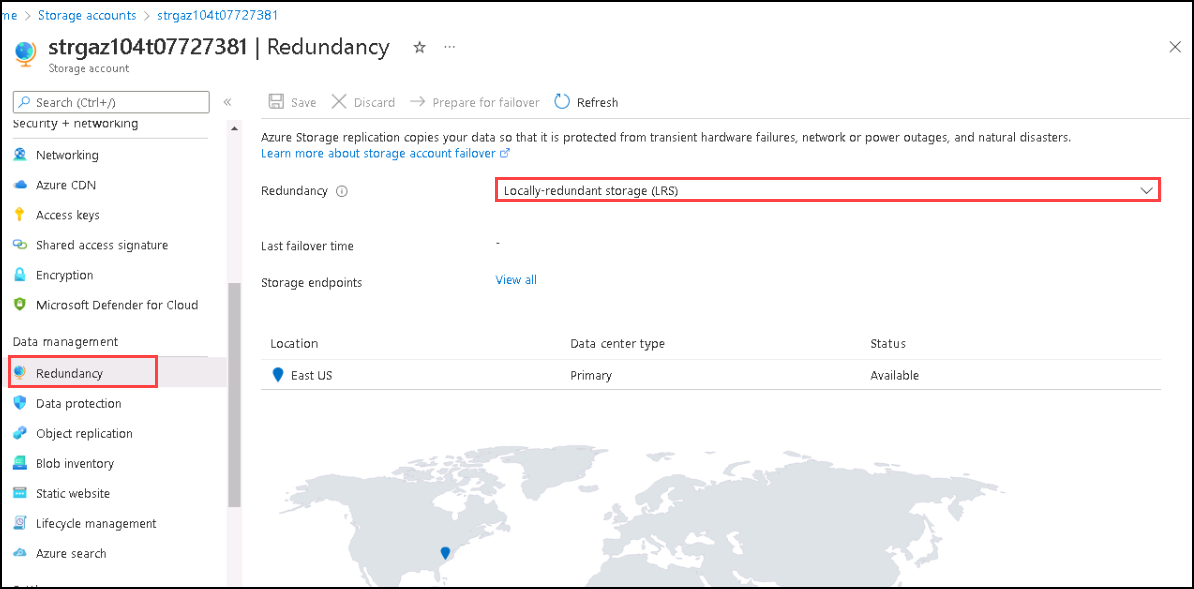 me > Storage accounts > strgaz104t07727381
strgaz104t07727381 | Redundancy
Storage account
Search (Ctrl+/)
Security + networking
Networking
Azure CDN
Access keys
Shared access signature
Encryption
Microsoft Defender for Cloud
Data management
Redundancy
Data protection
Object replication
Blob inventory
Static website
Lifecycle management
Azure search
Save Discard Prepare for failover Refresh
Azure Storage replication copies your data so that it is protected from transient hardware failures, network or power outages, and natural disasters.
Learn more about storage account failover
Redundancy Locally-redundant storage (LRS)
Last failover time -
Storage endpoints View all
Location Data center type Status
East US Primary Available